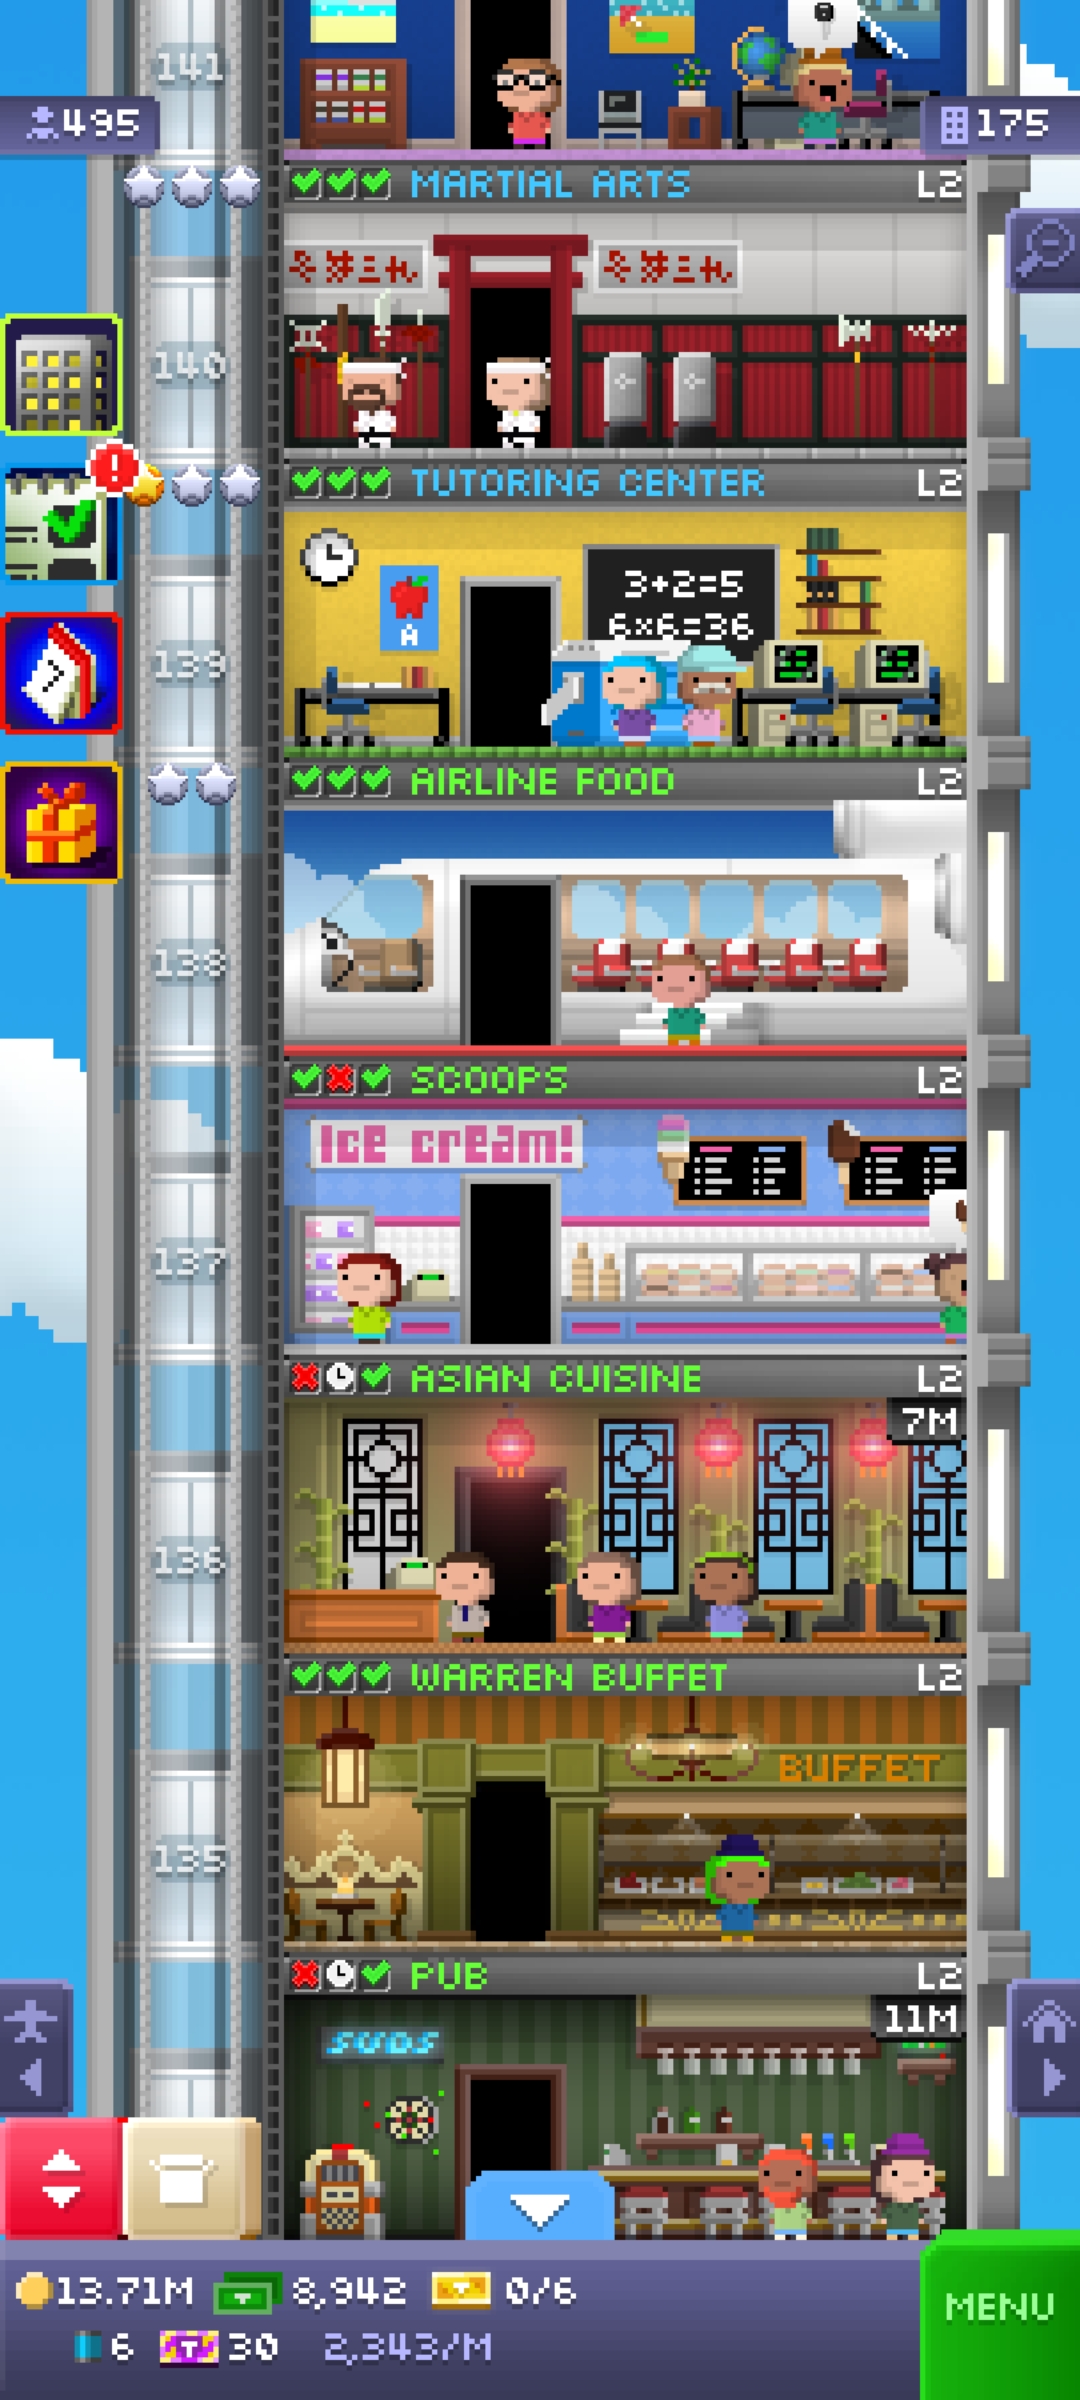 141
495
175
MARTIAL ARTS
L2
140
TUTORING CENTER
L2
3+2=5
6x6=36
A
139
AIRLINE FOOD
L2
138
SCOOPS
L2
Ice cream!
137
ASIAN CUISINE
L2
7M
136
WARREN BUFFET
L2
BUFFET
135
PUB
L2
11M
SUDS
13.71M
8,942
0/6
MENU
6
T
30
2,343/M